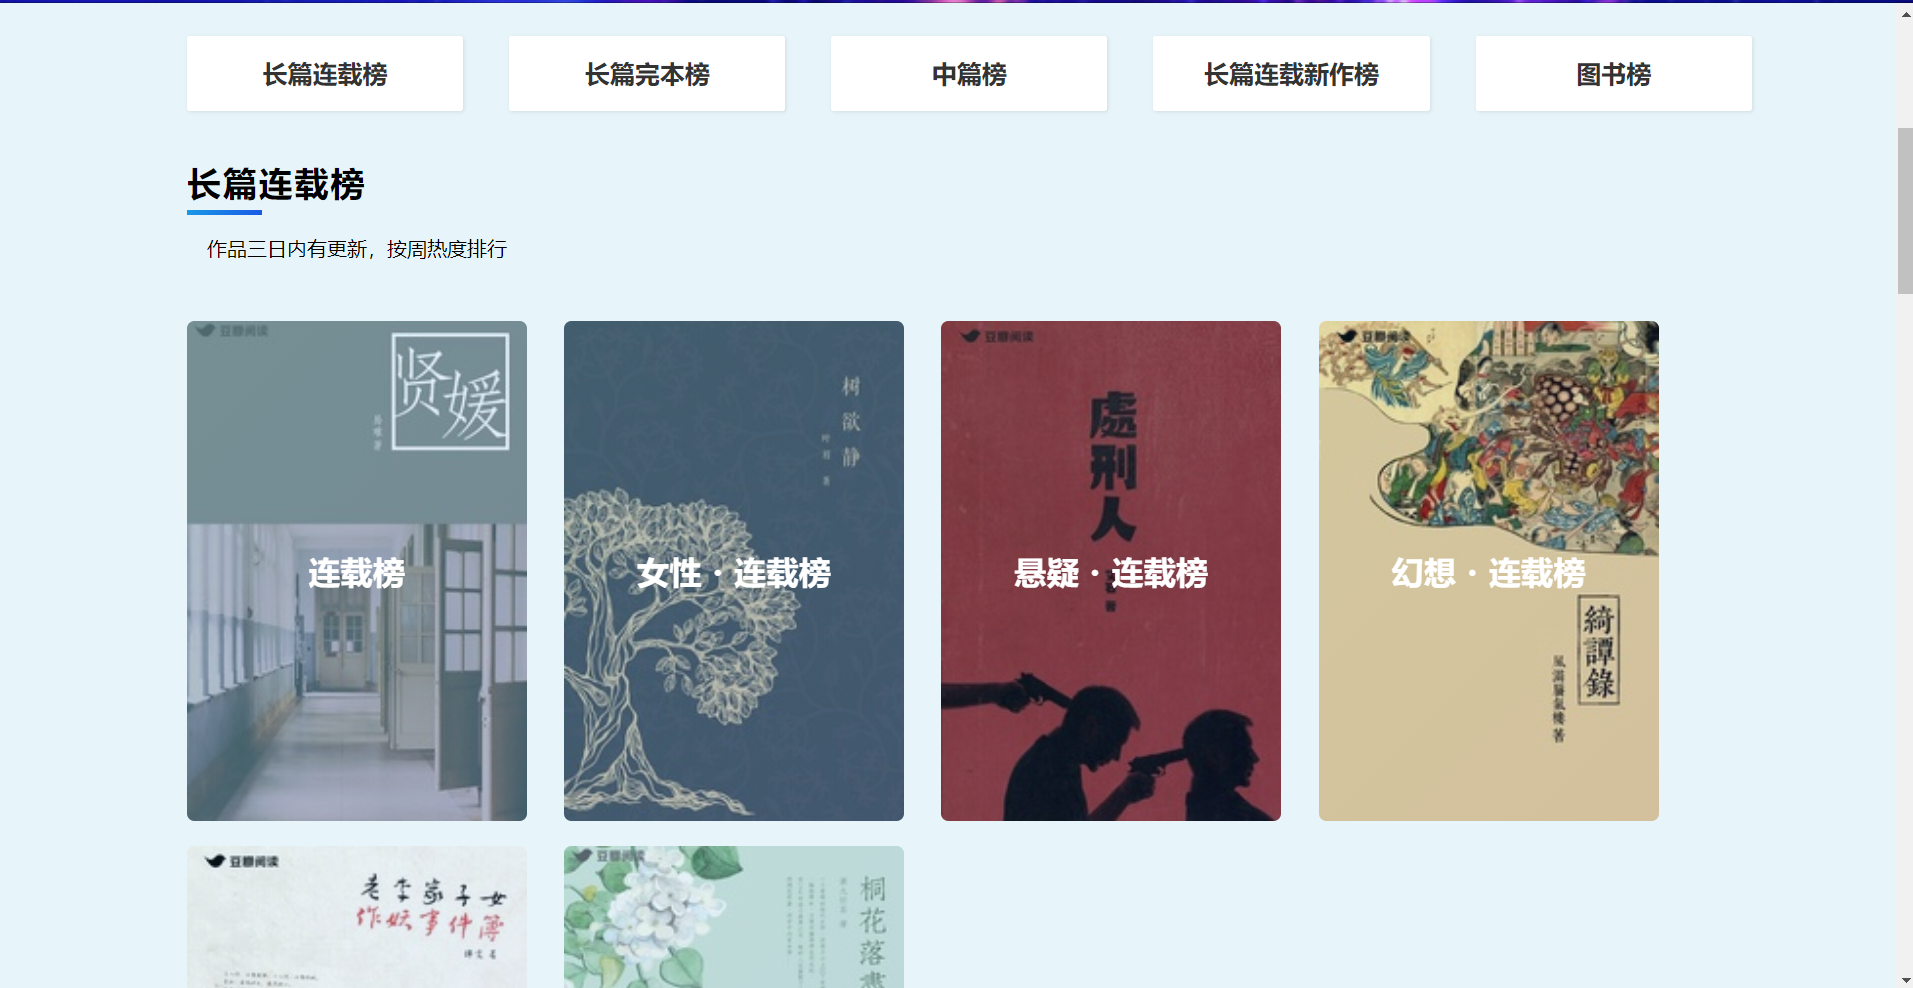 长篇连载榜
长篇完本榜
中篇榜
长篇连载新作榜
图书榜
长篇连载榜
作品三日内有更新，按周热度排行
豆瓣阅读
贤媛
连载榜
树欲静
女性 · 连载榜
豆瓣阅读
處刑人
悬疑 · 连载榜
豆瓣阅读
幻想 · 连载榜
綺譚錄
豆瓣阅读
老李家子女
作妖事件簿
豆瓣阅读
桐花落盡